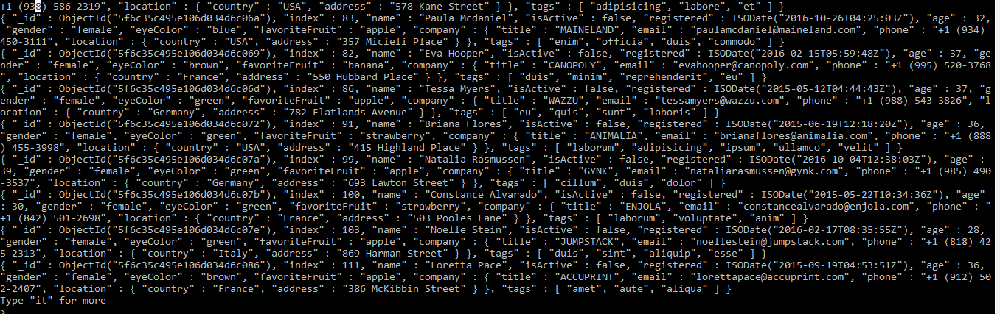 +1 (938) 586-2319", "location" : { "country" : "USA", "address" : "578 Kane Street" } }, "tags" : [ "adipisicing", "labore", "et" ] }
{ "_id" : ObjectId("5f6c35c495e106d034d6c06a"), "index" : 83, "name" : "Paula Mcdaniel", "isActive" : false, "registered" : ISODate("2016-10-26T04:25:03Z"), "age" : 32,
"gender" : "female", "eyeColor" : "blue", "favoriteFruit" : "apple", "company" : { "title" : "MAINELAND", "email" : "paulamcdaniel@maineland.com", "phone" : "+1 (934)
450-3111", "location" : { "country" : "USA", "address" : "357 Micieli Place" } }, "tags" : [ "enim", "officia", "duis", "commodo" ] }
{ "_id" : ObjectId("5f6c35c495e106d034d6c069"), "index" : 82, "name" : "Eva Hooper", "isActive" : false, "registered" : ISODate("2016-02-15T05:59:48Z"), "age" : 37, "ge
nder" : "female", "eyeColor" : "brown", "favoriteFruit" : "banana", "company" : { "title" : "CANOPOLY", "email" : "evahooper@canopoly.com", "phone" : "+1 (995) 520-3768
", "location" : { "country" : "France", "address" : "550 Hubbard Place" } }, "tags" : [ "duis", "minim", "reprehenderit", "eu" ] }
{ "_id" : ObjectId("5f6c35c495e106d034d6c06d"), "index" : 86, "name" : "Tessa Myers", "isActive" : false, "registered" : ISODate("2015-05-12T04:44:43Z"), "age" : 37, "g
ender" : "female", "eyeColor" : "green", "favoriteFruit" : "apple", "company" : { "title" : "WAZZU", "email" : "tessamyers@wazzu.com", "phone" : "+1 (988) 543-3826", "l
ocation" : { "country" : "Germany", "address" : "782 Flatlands Avenue" } }, "tags" : [ "eu", "quis", "sunt", "laboris" ] }
{ "_id" : ObjectId("5f6c35c495e106d034d6c072"), "index" : 91, "name" : "Briana Flores", "isActive" : false, "registered" : ISODate("2015-06-19T12:18:20Z"), "age" : 36,
"gender" : "female", "eyeColor" : "green", "favoriteFruit" : "strawberry", "company" : { "title" : "ANIMALIA", "email" : "brianaflores@animalia.com", "phone" : "+1 (888
) 455-3998", "location" : { "country" : "USA", "address" : "415 Highland Place" } }, "tags" : [ "laborum", "adipisicing", "ipsum", "ullamco", "velit" ] }
{ "_id" : ObjectId("5f6c35c495e106d034d6c07a"), "index" : 99, "name" : "Natalia Rasmussen", "isActive" : false, "registered" : ISODate("2016-10-04T12:38:03Z"), "age" :
39, "gender" : "female", "eyeColor" : "green", "favoriteFruit" : "apple", "company" : { "title" : "GYNK", "email" : "nataliarasmussen@gynk.com", "phone" : "+1 (985) 490
-3537", "location" : { "country" : "Germany", "address" : "693 Lawton Street" } }, "tags" : [ "cillum", "duis", "dolor" ] }
{ "_id" : ObjectId("5f6c35c495e106d034d6c07b"), "index" : 100, "name" : "Constance Alvarado", "isActive" : false, "registered" : ISODate("2015-05-22T10:34:36Z"), "age"
: 30, "gender" : "female", "eyeColor" : "green", "favoriteFruit" : "strawberry", "company" : { "title" : "ENJOLA", "email" : "constancealvarado@enjola.com", "phone" : "
+1 (842) 501-2698", "location" : { "country" : "France", "address" : "503 Pooles Lane" } }, "tags" : [ "laborum", "voluptate", "anim" ] }
{ "_id" : ObjectId("5f6c35c495e106d034d6c07e"), "index" : 103, "name" : "Noelle Stein", "isActive" : false, "registered" : ISODate("2016-02-17T08:35:55Z"), "age" : 28,
"gender" : "female", "eyeColor" : "green", "favoriteFruit" : "apple", "company" : { "title" : "JUMPSTACK", "email" : "noellestein@jumpstack.com", "phone" : "+1 (818) 42
5-2313", "location" : { "country" : "Italy", "address" : "869 Harman Street" } }, "tags" : [ "duis", "sint", "aliquip", "esse" ] }
{ "_id" : ObjectId("5f6c35c495e106d034d6c086"), "index" : 111, "name" : "Loretta Pace", "isActive" : false, "registered" : ISODate("2015-09-19T04:53:51Z"), "age" : 36,
"gender" : "female", "eyeColor" : "brown", "favoriteFruit" : "apple", "company" : { "title" : "ACCUPRINT", "email" : "lorettapace@accuprint.com", "phone" : "+1 (912) 50
2-2407", "location" : { "country" : "France", "address" : "386 McKibbin Street" } }, "tags" : [ "amet", "aute", "aliqua" ] }
Type "it" for more
>